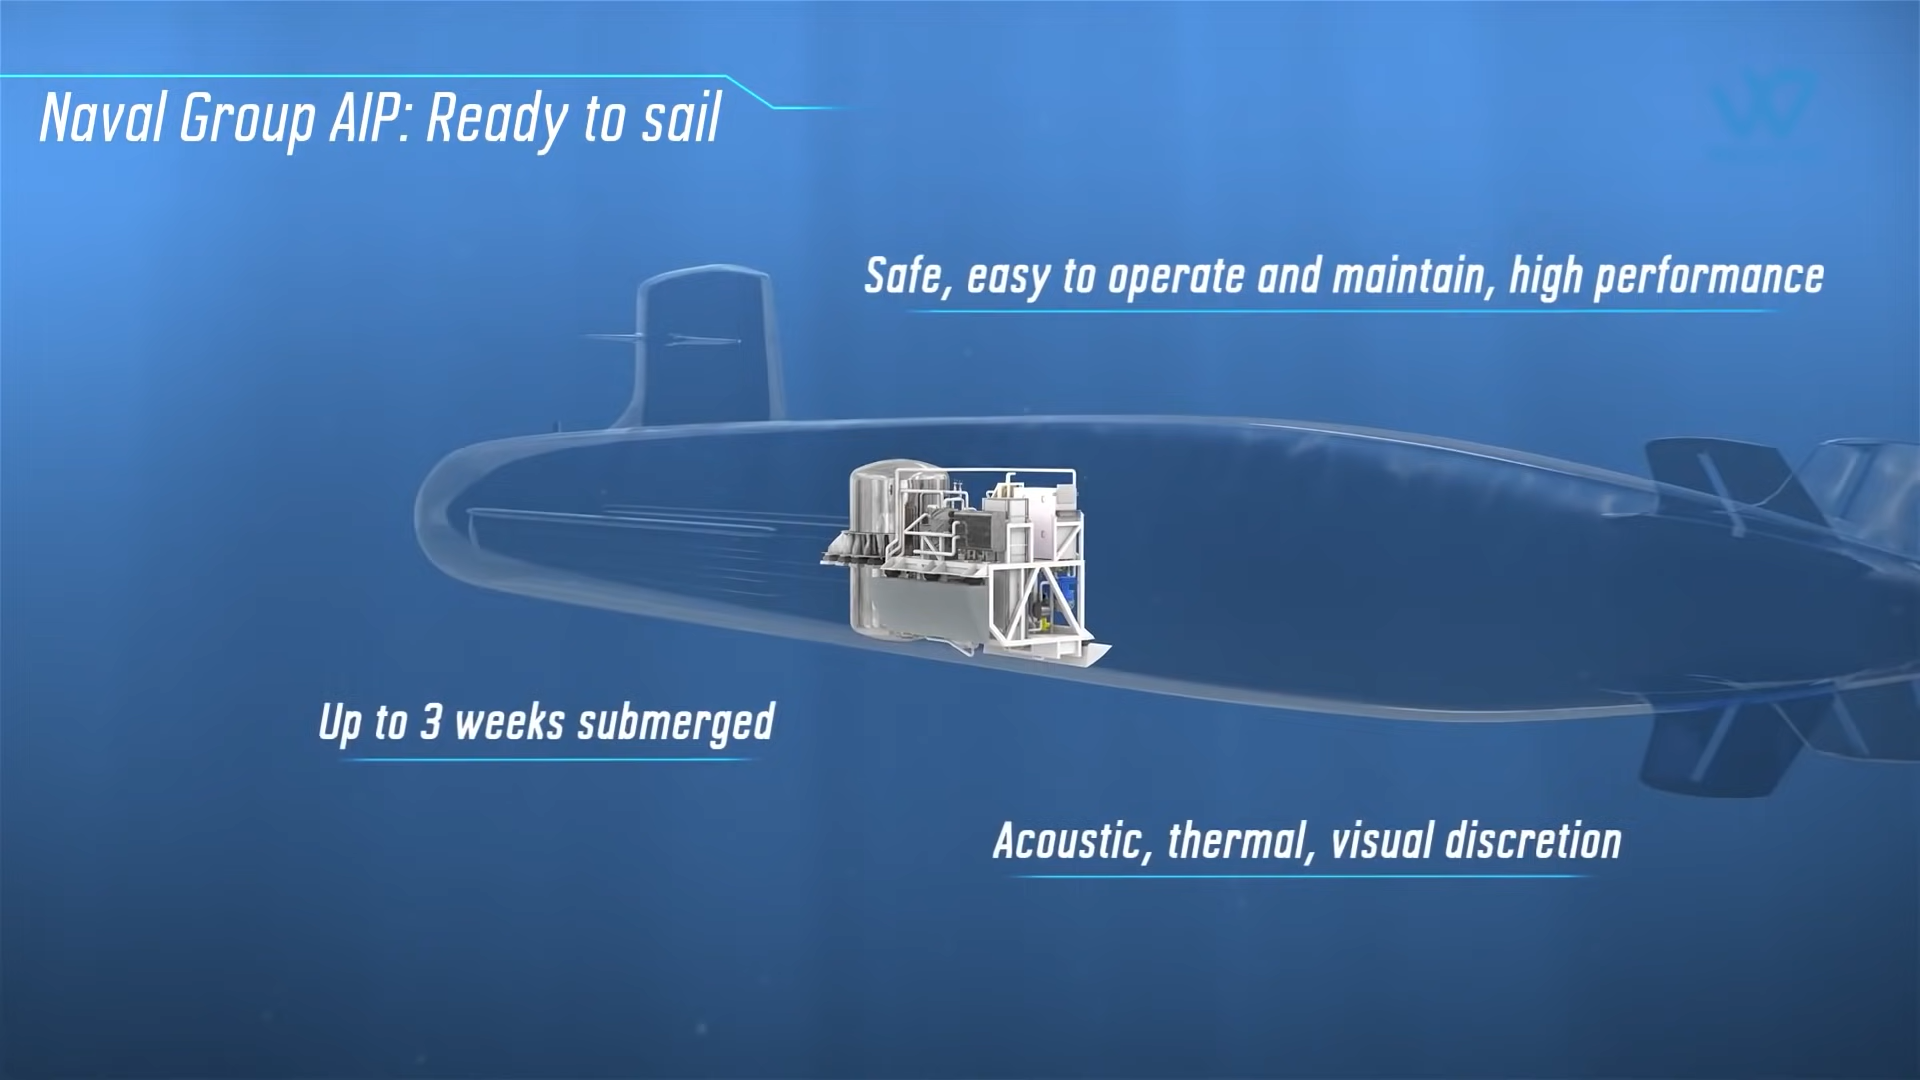 Naval Group AIP: Ready to sail
Safe, easy to operate and maintain, high performance
Up to 3 weeks submerged
Acoustic, thermal, visual discretion